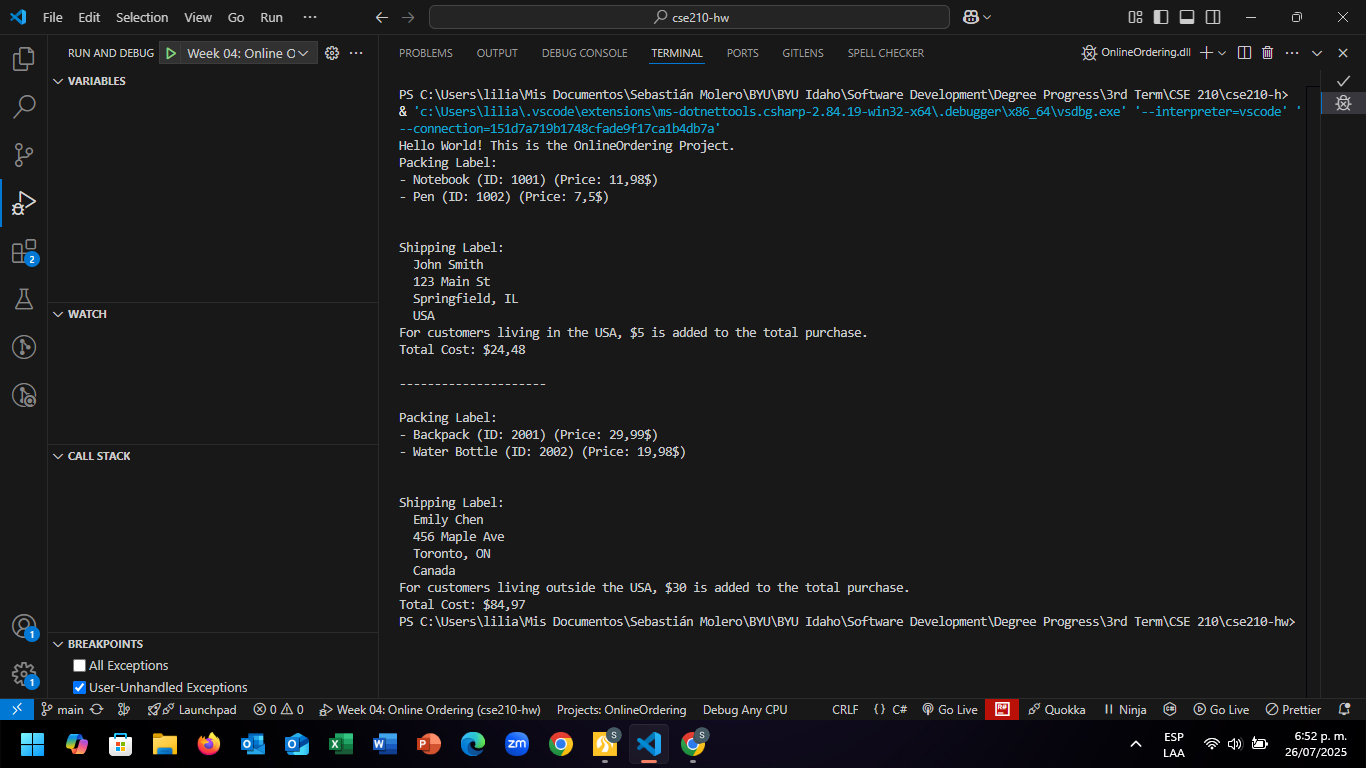 File Edit Selection View Go Run ···
cse210-hw
RUN AND DEBUG
Week 04: Online O
PROBLEMS OUTPUT DEBUG CONSOLE TERMINAL PORTS GITLENS SPELL CHECKER
OnlineOrdering.dll
VARIABLES
WATCH
CALL STACK
BREAKPOINTS
All Exceptions
User-Unhandled Exceptions
2
1
1
PS C:\Users\lilia\Mis Documentos\Sebastián Molero\BYU\BYU Idaho\Software Development\Degree Progress\3rd Term\CSE 210\cse210-h>
& 'c:\Users\lilia\.vscode\extensions\ms-dotnettools.csharp-2.84.19-win32-x64\.debugger\x86_64\vsdbg.exe' '--interpreter=vscode' '
--connection=151d7a719b1748cfade9f17ca1b4db7a'
Hello World! This is the OnlineOrdering Project.
Packing Label:
- Notebook (ID: 1001) (Price: 11,98$)
- Pen (ID: 1002) (Price: 7,5$)
Shipping Label:
John Smith
123 Main St
Springfield, IL
USA
For customers living in the USA, $5 is added to the total purchase.
Total Cost: $24,48
---------------------
Packing Label:
- Backpack (ID: 2001) (Price: 29,99$)
- Water Bottle (ID: 2002) (Price: 19,98$)
Shipping Label:
Emily Chen
456 Maple Ave
Toronto, ON
Canada
For customers living outside the USA, $30 is added to the total purchase.
Total Cost: $84,97
PS C:\Users\lilia\Mis Documentos\Sebastián Molero\BYU\BYU Idaho\Software Development\Degree Progress\3rd Term\CSE 210\cse210-hw>
main Launchpad 0 0 Week 04: Online Ordering (cse210-hw) Projects: OnlineOrdering Debug Any CPU CRLF {} C# Go Live R# Quokka Ninja Go Live Prettier
zm
S
S
ESP
LAA
6:52 p. m.
26/07/2025